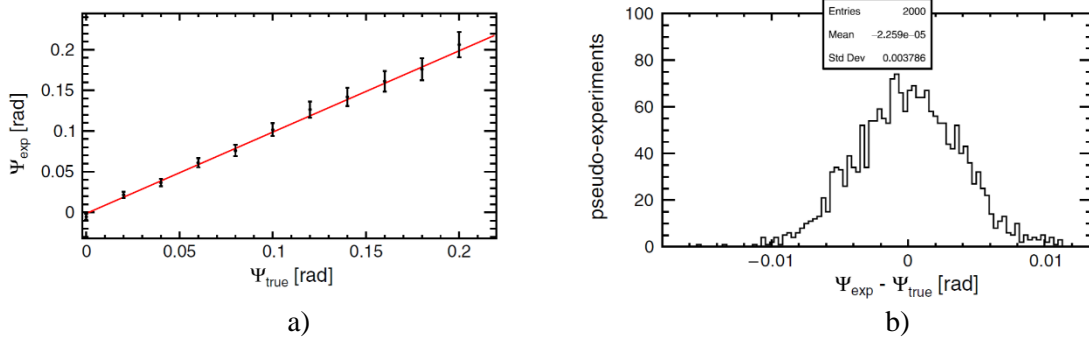 0.2
0.15
0.1
0.05
0
Ψexp [rad]
0 0.05 0.1 0.15 0.2
Ψtrue [rad]
a)
Entries 2000
Mean −2.259e−05
Std Dev 0.003786
100
80
60
40
20
0
pseudo-experiments
−0.01 0 0.01
Ψexp - Ψtrue [rad]
b)